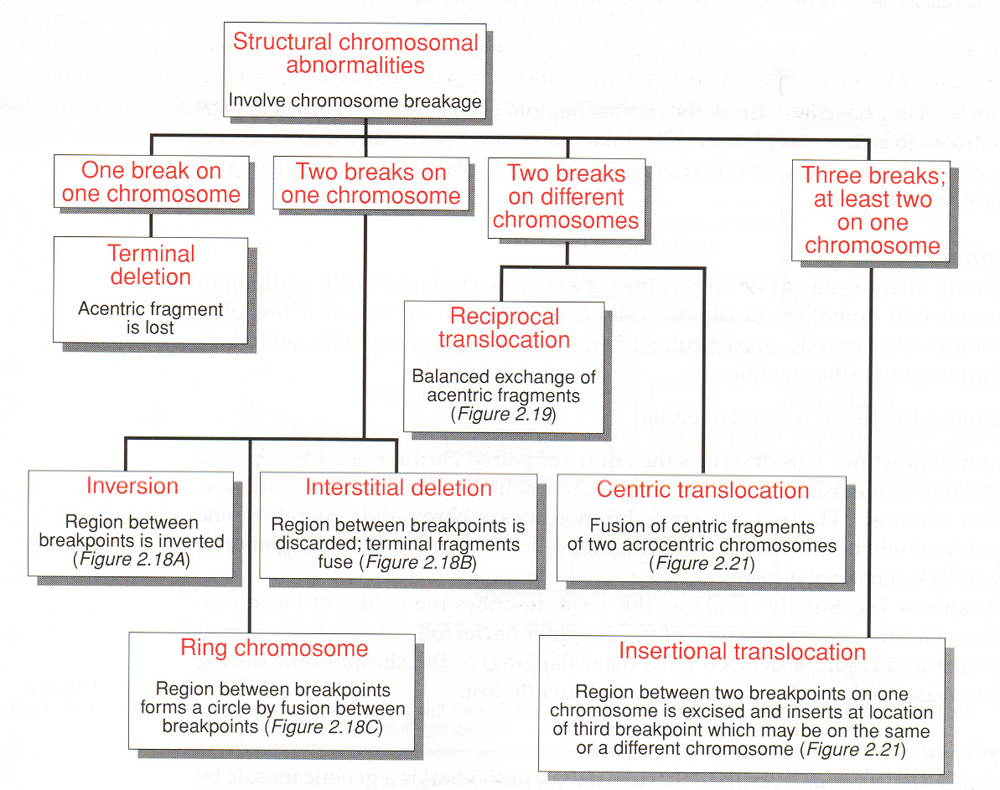 Structural chromosomal
abnormalities
Involve chromosome breakage
One break on
one chromosome
Two breaks on
one chromosome
Two breaks
on different
chromosomes
Three breaks;
at least two
on one
chromosome
Terminal
deletion
Acentric fragment
is lost
Reciprocal
translocation
Balanced exchange of
acentric fragments
(Figure 2.19)
Inversion
Region between
breakpoints is inverted
(Figure 2.18A)
Interstitial deletion
Region between breakpoints is
discarded; terminal fragments
fuse (Figure 2.18B)
Centric translocation
Fusion of centric fragments
of two acrocentric chromosomes
(Figure 2.21)
Ring chromosome
Region between breakpoints
forms a circle by fusion between
breakpoints (Figure 2.18C)
Insertional translocation
Region between two breakpoints on one
chromosome is excised and inserts at location
of third breakpoint which may be on the same
or a different chromosome (Figure 2.21)